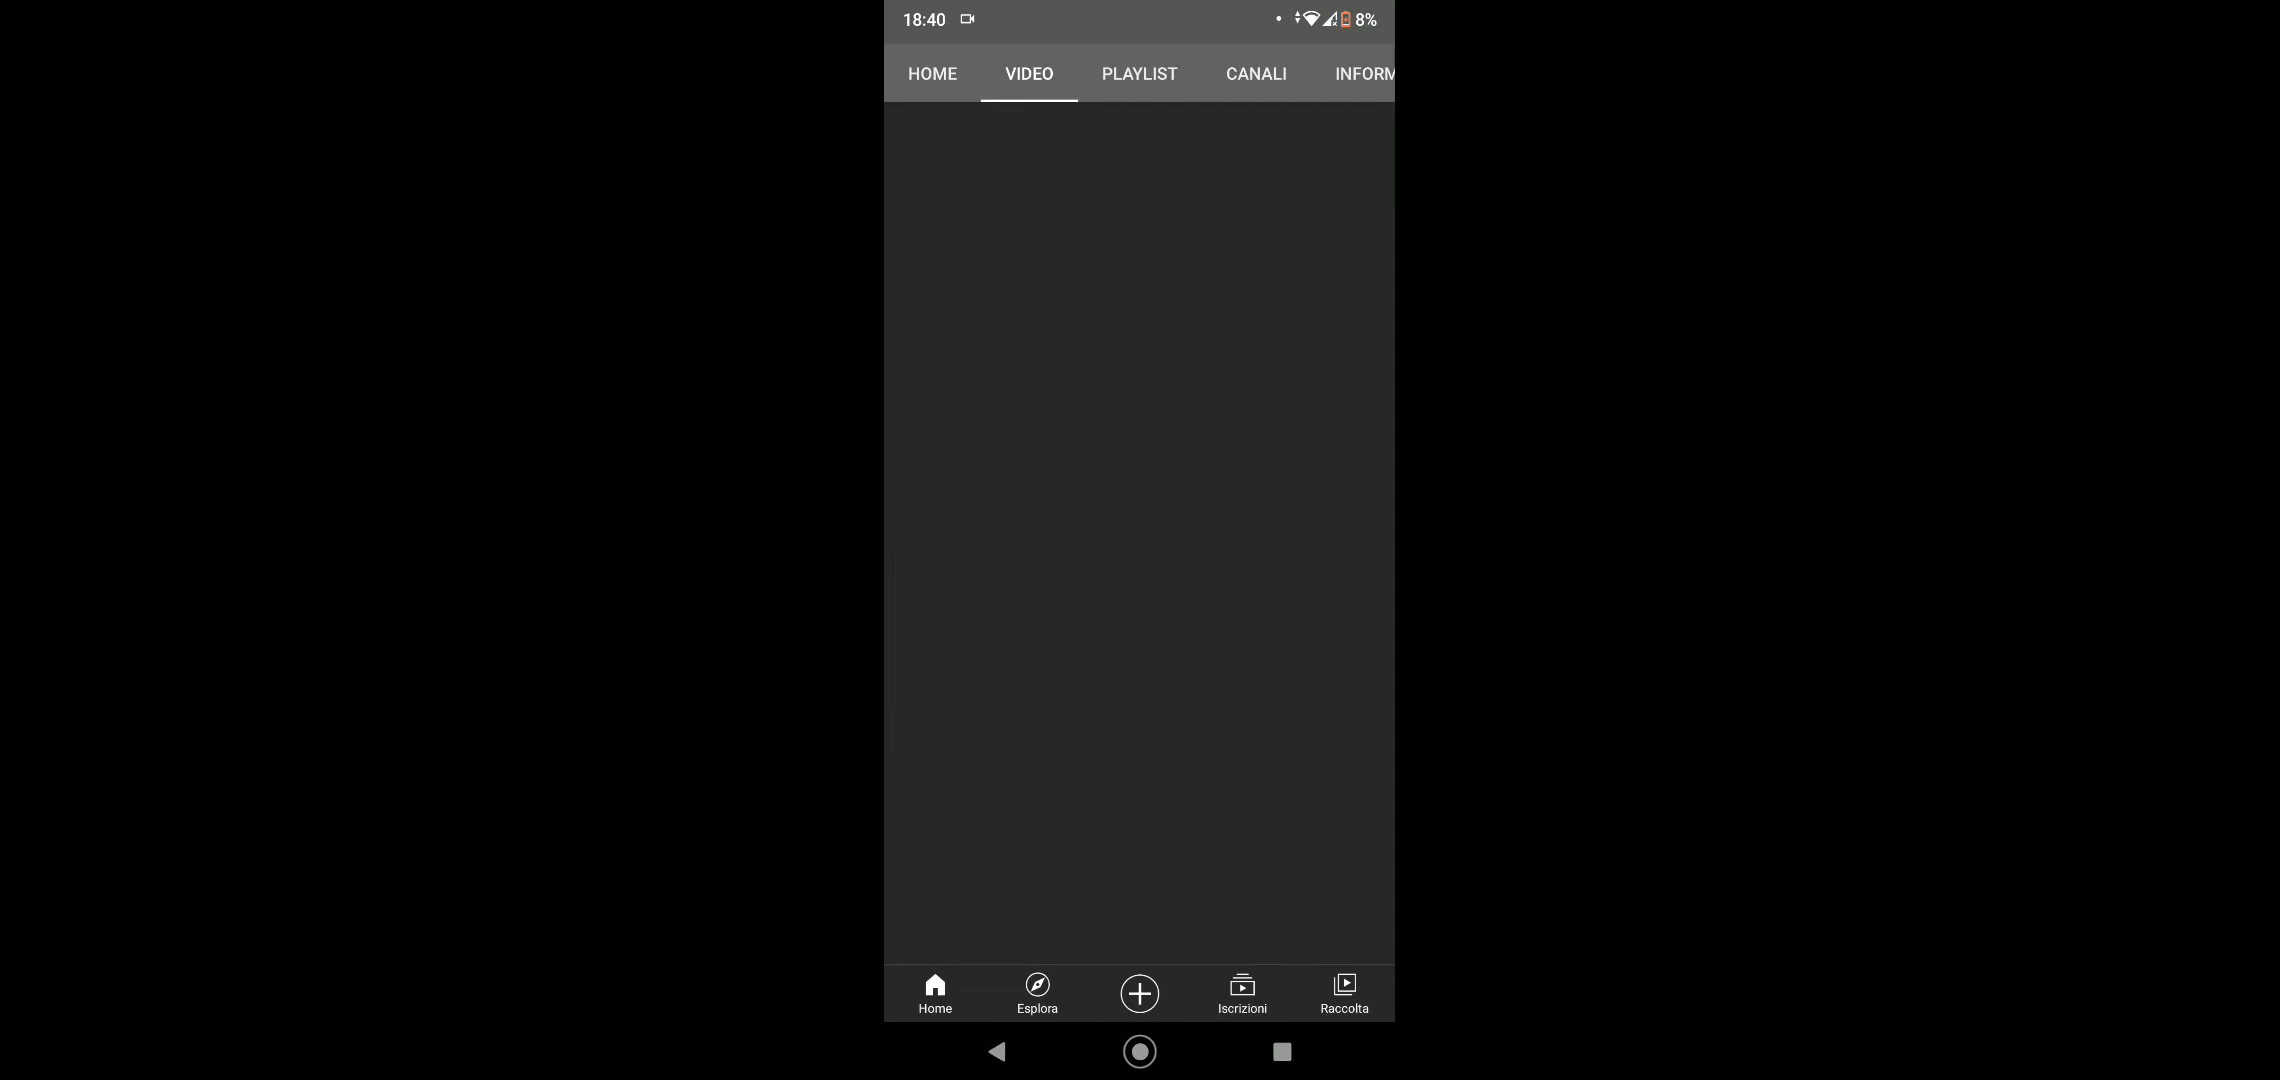 18:40 8%
HOME VIDEO PLAYLIST CANALI INFORM
Home Esplora Iscrizioni Raccolta